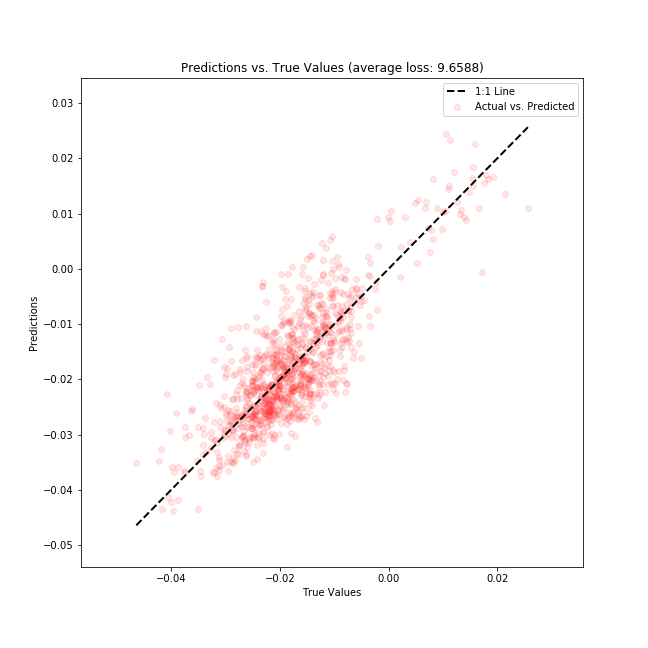 Predictions vs. True Values (average loss: 9.6588)
1:1 Line
Actual vs. Predicted
0.03
0.02
0.01
0.00
−0.01
−0.02
−0.03
−0.04
−0.05
Predictions
−0.04 −0.02 0.00 0.02
True Values